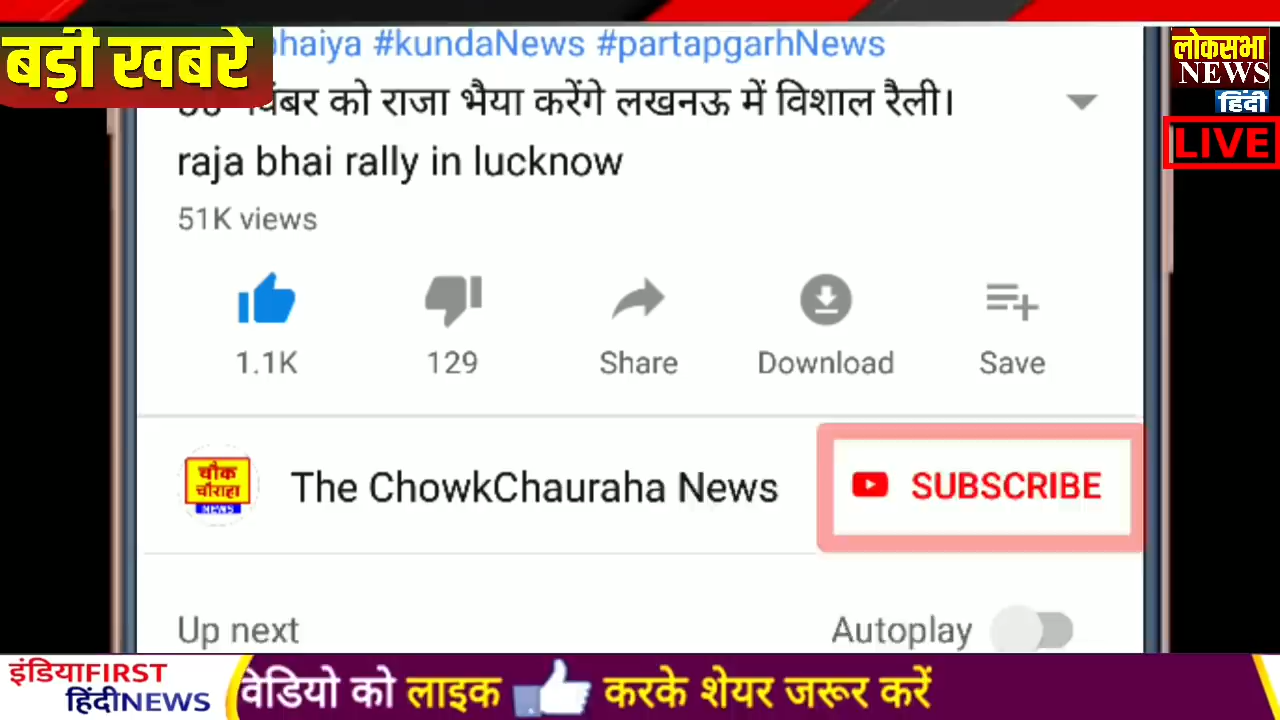 बड़ी खबरे
bhaiya #kundaNews #partapgarhNews
को राजा भैया करेंगे लखनऊ में विशाल रैली।
raja bhai rally in lucknow
51K views
1.1K 129 Share Download Save
चौक
चौराहा
NEWS
The ChowkChauraha News
SUBSCRIBE
Up next Autoplay
लोकसभा
NEWS
हिंदी
LIVE
इंडियाFIRST
हिंदीNEWS
वेडियो को लाइक करके शेयर जरूर करें